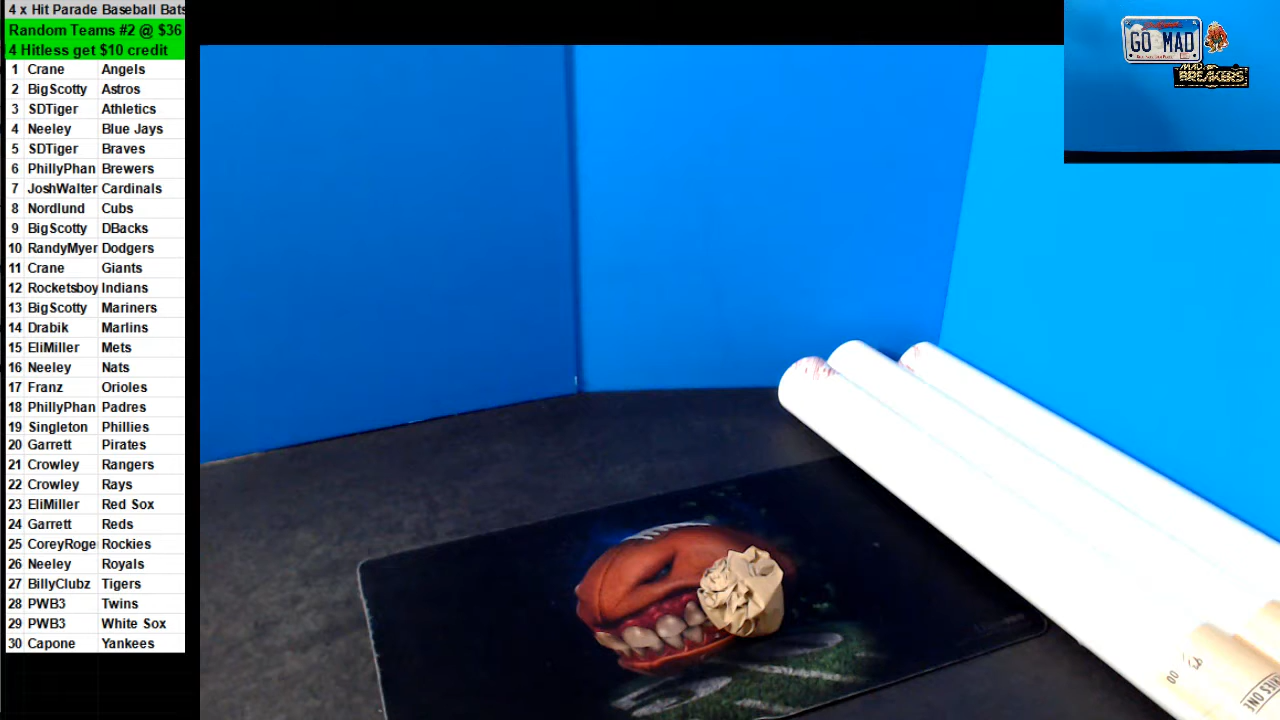 4 x Hit Parade Baseball Bats
Random Teams #2 @ $36
4 Hitless get $10 credit
1 Crane Angels
2 BigScotty Astros
3 SDTiger Athletics
4 Neeley Blue Jays
5 SDTiger Braves
6 PhillyPhan Brewers
7 JoshWalter Cardinals
8 Nordlund Cubs
9 BigScotty DBacks
10 RandyMyer Dodgers
11 Crane Giants
12 Rocketsboy Indians
13 BigScotty Mariners
14 Drabik Marlins
15 EliMiller Mets
16 Neeley Nats
17 Franz Orioles
18 PhillyPhan Padres
19 Singleton Phillies
20 Garrett Pirates
21 Crowley Rangers
22 Crowley Rays
23 EliMiller Red Sox
24 Garrett Reds
25 CoreyRoge Rockies
26 Neeley Royals
27 BillyClubz Tigers
28 PWB3 Twins
29 PWB3 White Sox
30 Capone Yankees
GO MAD
MAD
BREAKERS
SERIES ONE